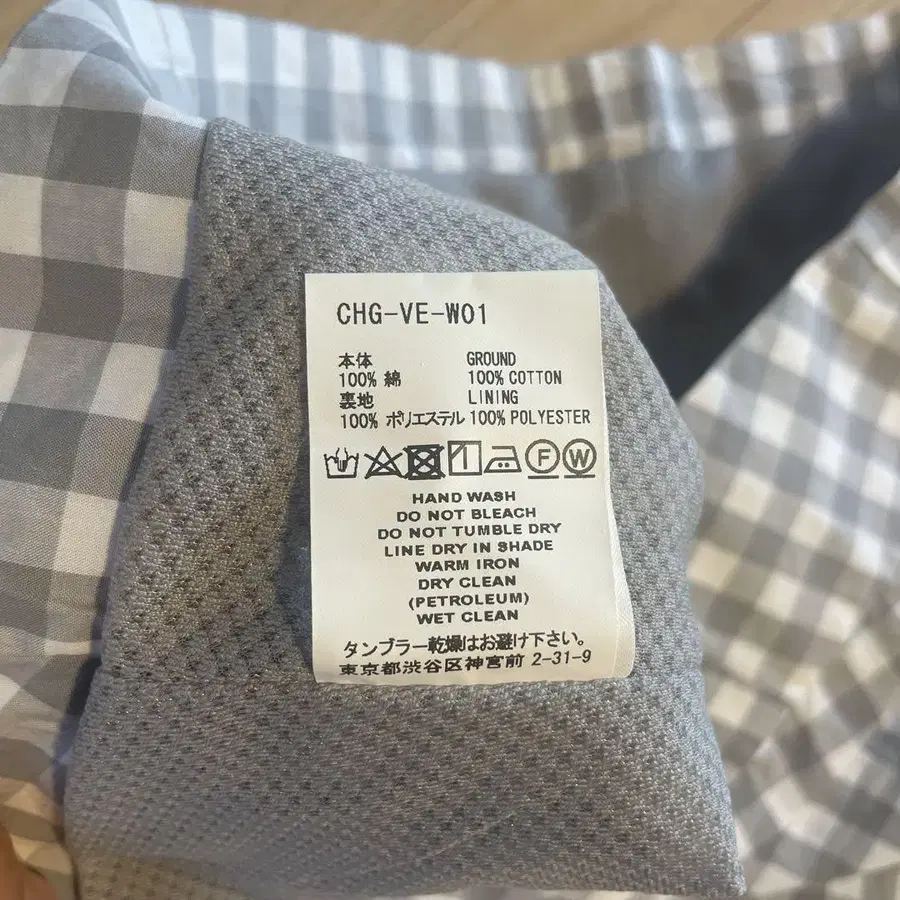 CHG-VE-W01
本体 GROUND
100% 綿 100% COTTON
裏地 LINING
100% ポリエステル 100% POLYESTER
F W
HAND WASH
DO NOT BLEACH
DO NOT TUMBLE DRY
LINE DRY IN SHADE
WARM IRON
DRY CLEAN
(PETROLEUM)
WET CLEAN
タンブラー乾燥はお避け下さい。
東京都渋谷区神宮前 2-31-9